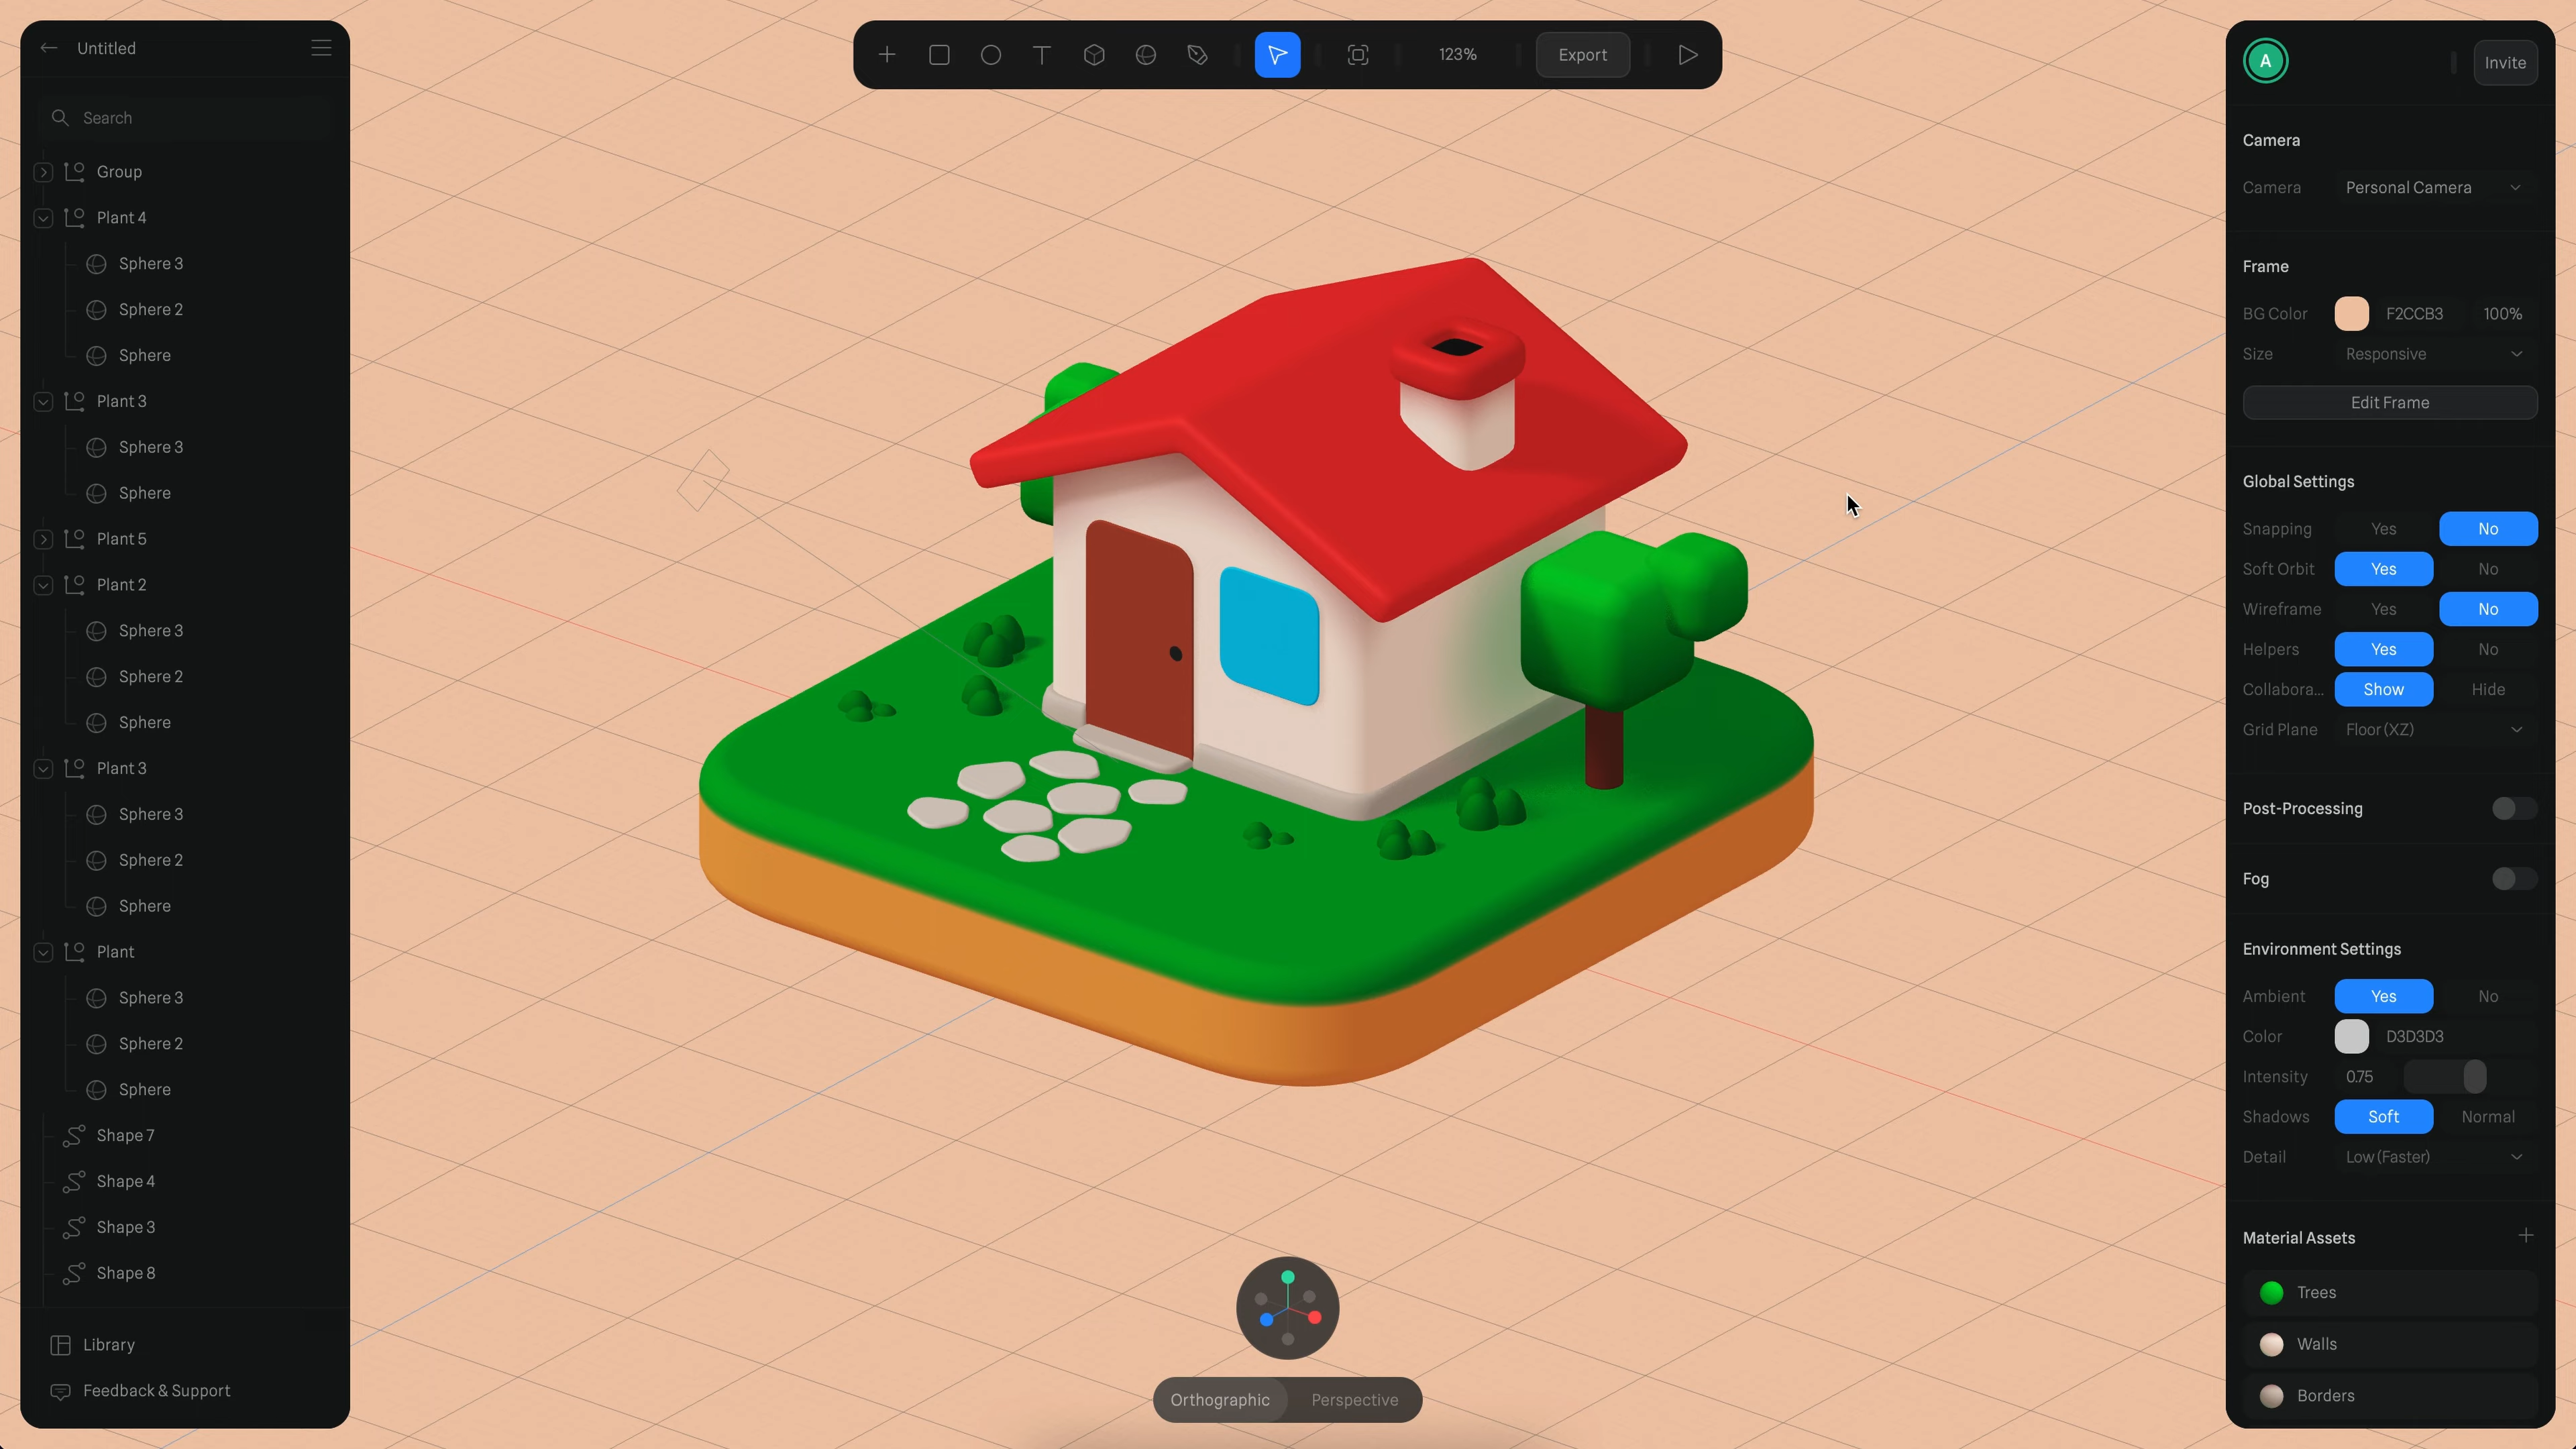 Untitled
Search
Group
Plant 4
Sphere 3
Sphere 2
Sphere
Plant 3
Sphere 3
Sphere
Plant 5
Plant 2
Sphere 3
Sphere 2
Sphere
Plant 3
Sphere 3
Sphere 2
Sphere
Plant
Sphere 3
Sphere 2
Sphere
Shape 7
Shape 4
Shape 3
Shape 8
Library
Feedback & Support
123%
Export
Orthographic Perspective
A
Invite
Camera
Camera Personal Camera
Frame
BG Color F2CCB3 100%
Size Responsive
Edit Frame
Global Settings
Snapping Yes No
Soft Orbit Yes No
Wireframe Yes No
Helpers Yes No
Collabora... Show Hide
Grid Plane Floor (XZ)
Post-Processing
Fog
Environment Settings
Ambient Yes No
Color D3D3D3
Intensity 0.75
Shadows Soft Normal
Detail Low (Faster)
Material Assets
Trees
Walls
Borders